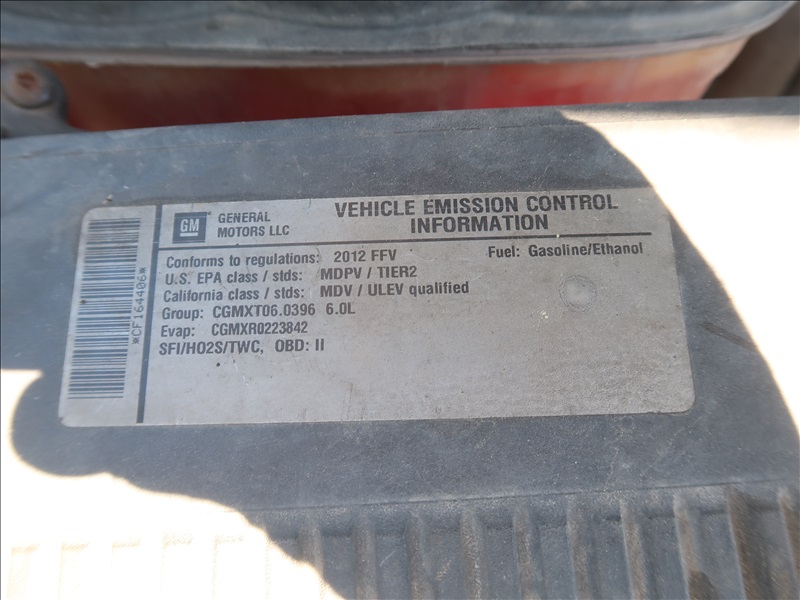 GM GENERAL MOTORS LLC
VEHICLE EMISSION CONTROL
INFORMATION
Conforms to regulations: 2012 FFV Fuel: Gasoline/Ethanol
U.S. EPA class / stds: MDPV / TIER2
California class / stds: MDV / ULEV qualified
Group: CGMXT06.0396 6.0L
Evap: CGMXR0223842
SFI/HO2S/TWC, OBD: II
*CF164406*